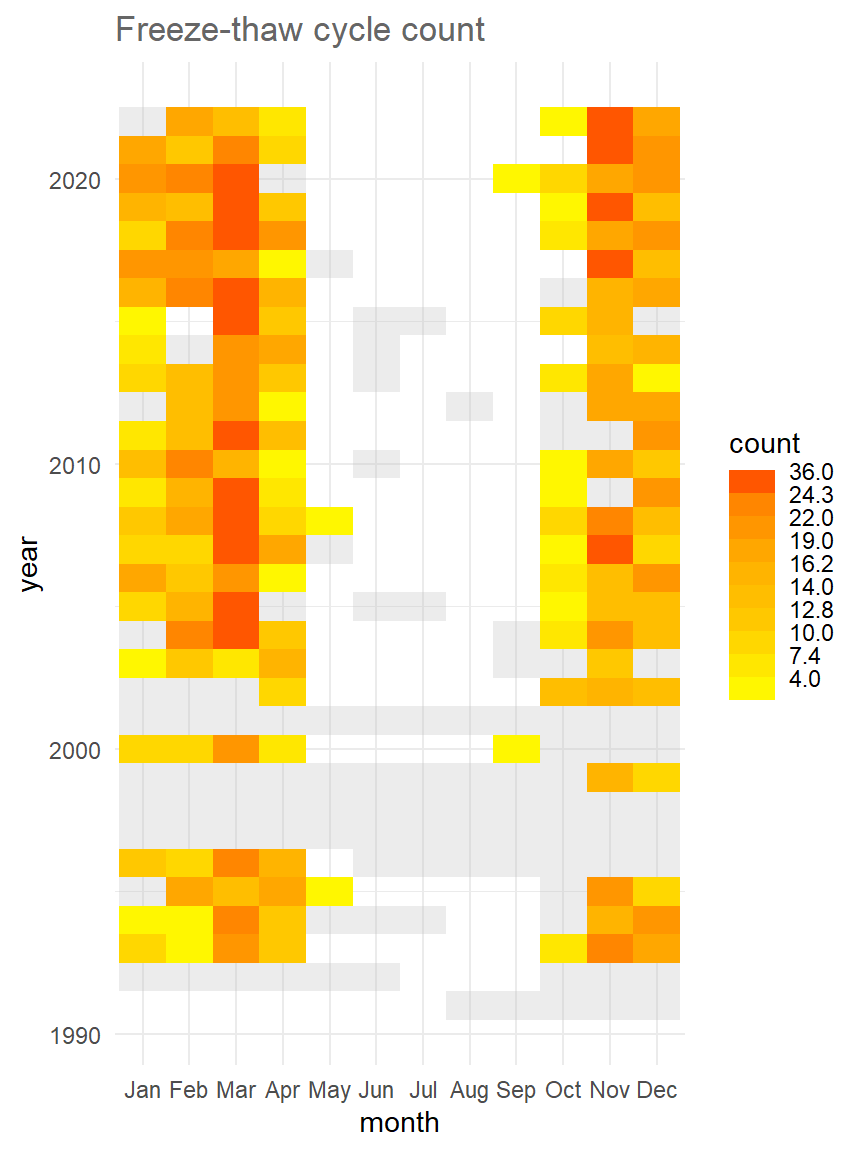 Freeze-thaw cycle count
2020
2010
2000
1990
year
Jan Feb Mar Apr May Jun Jul Aug Sep Oct Nov Dec
month
count
36.0
24.3
22.0
19.0
16.2
14.0
12.8
10.0
7.4
4.0